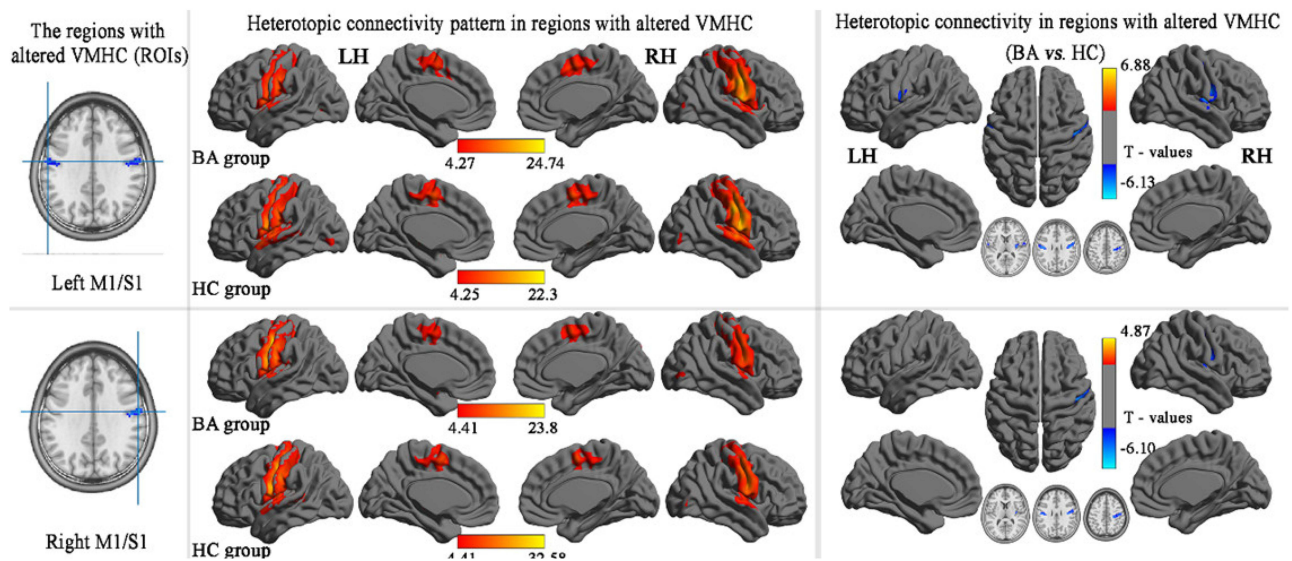 The regions with
altered VMHC (ROIs)
Left M1/S1
Right M1/S1
Heterotopic connectivity pattern in regions with altered VMHC
LH
RH
BA group
4.27
24.74
HC group
4.25
22.3
BA group
4.41
23.8
HC group
4.41
32.58
Heterotopic connectivity in regions with altered VMHC
(BA vs. HC)
6.88
LH
T - values
RH
-6.13
4.87
T - values
-6.10